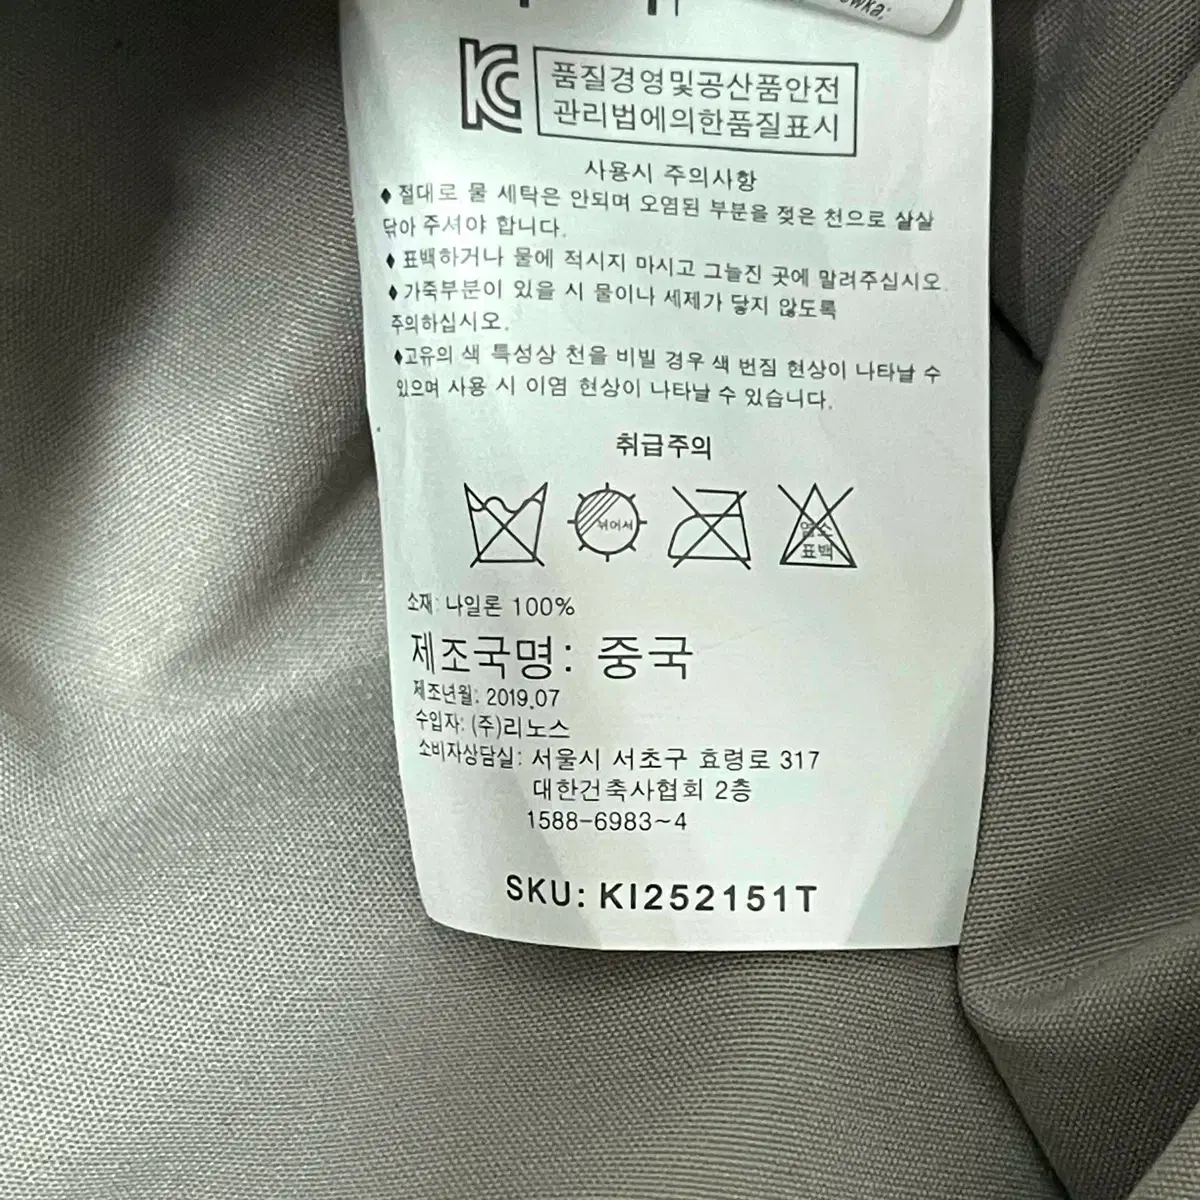 KC
품질경영및공산품안전
관리법에의한품질표시
사용시 주의사항
♦ 절대로 물 세탁은 안되며 오염된 부분을 젖은 천으로 살살
닦아 주셔야 합니다.
♦ 표백하거나 물에 적시지 마시고 그늘진 곳에 말려주십시오.
♦ 가죽부분이 있을 시 물이나 세제가 닿지 않도록
주의하십시오.
♦고유의 색 특성상 천을 비빌 경우 색 번짐 현상이 나타날 수
있으며 사용 시 이염 현상이 나타날 수 있습니다.
취급주의
뉘어서
염소
표백
소재: 나일론 100%
제조국명: 중국
제조년월: 2019.07
수입자: (주)리노스
소비자상담실: 서울시 서초구 효령로 317
대한건축사협회 2층
1588-6983~4
SKU: KI252151T